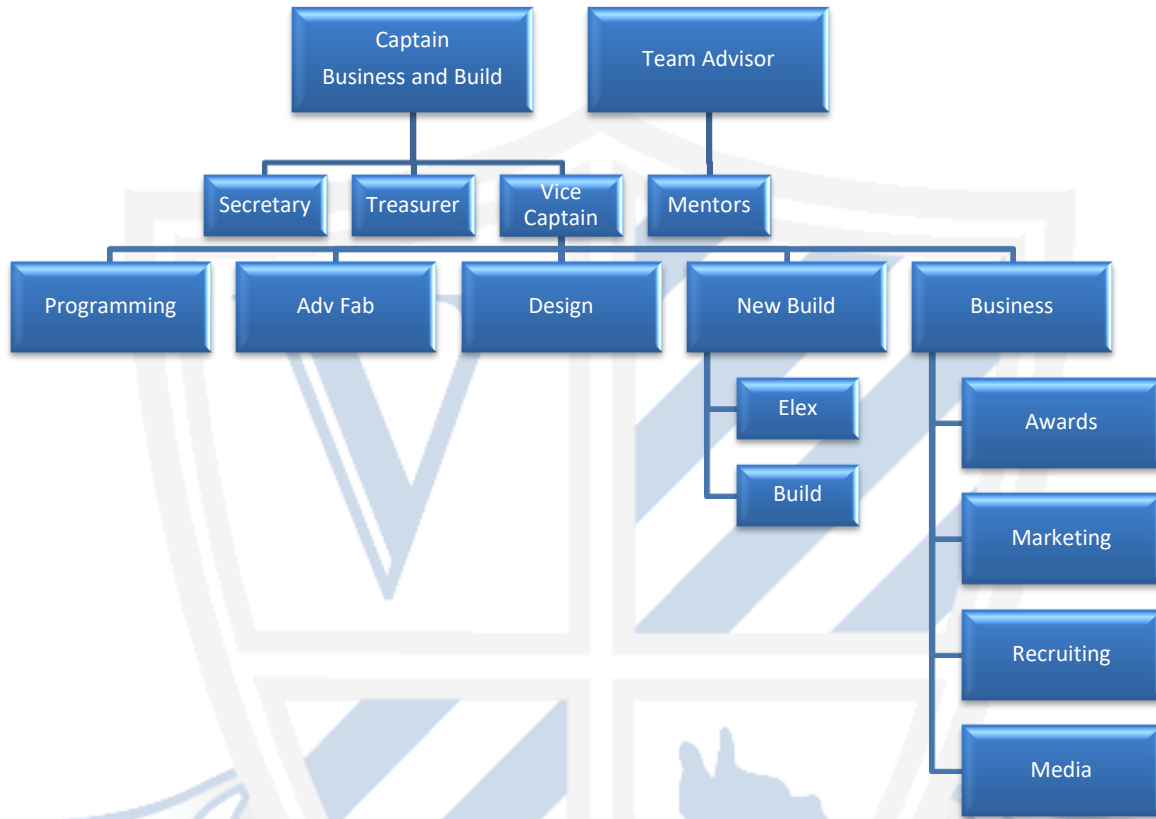 Captain
Business and Build
Team Advisor
Secretary
Treasurer
Vice
Captain
Mentors
Programming
Adv Fab
Design
New Build
Business
Elex
Build
Awards
Marketing
Recruiting
Media
V